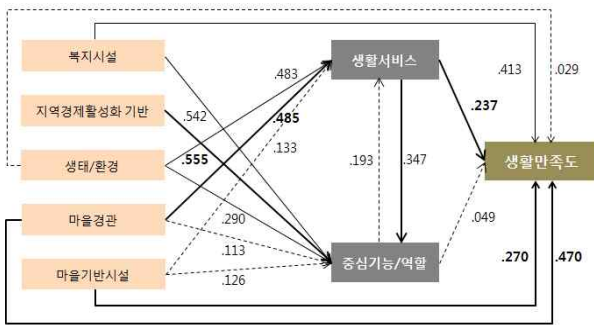 복지시설
지역경제활성화 기반
생태/환경
마을경관
마을기반시설
생활서비스
중심기능/역할
생활만족도
.483
.542
.485
.555
.133
.290
.113
.126
.193
.347
.413
.029
.237
.049
.270
.470